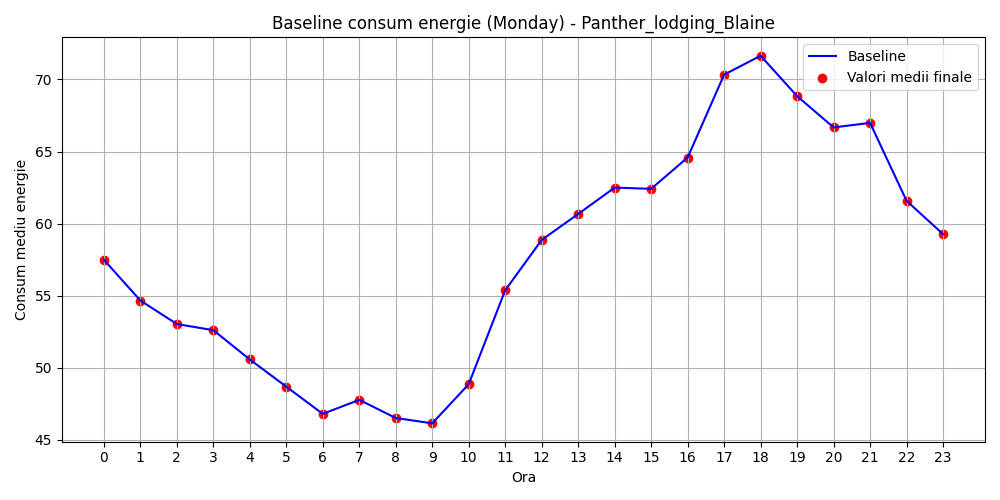 Baseline consum energie (Monday) - Panther_lodging_Blaine
Baseline
Valori medii finale
Consum mediu energie
70
65
60
55
50
45
0 1 2 3 4 5 6 7 8 9 10 11 12 13 14 15 16 17 18 19 20 21 22 23
Ora